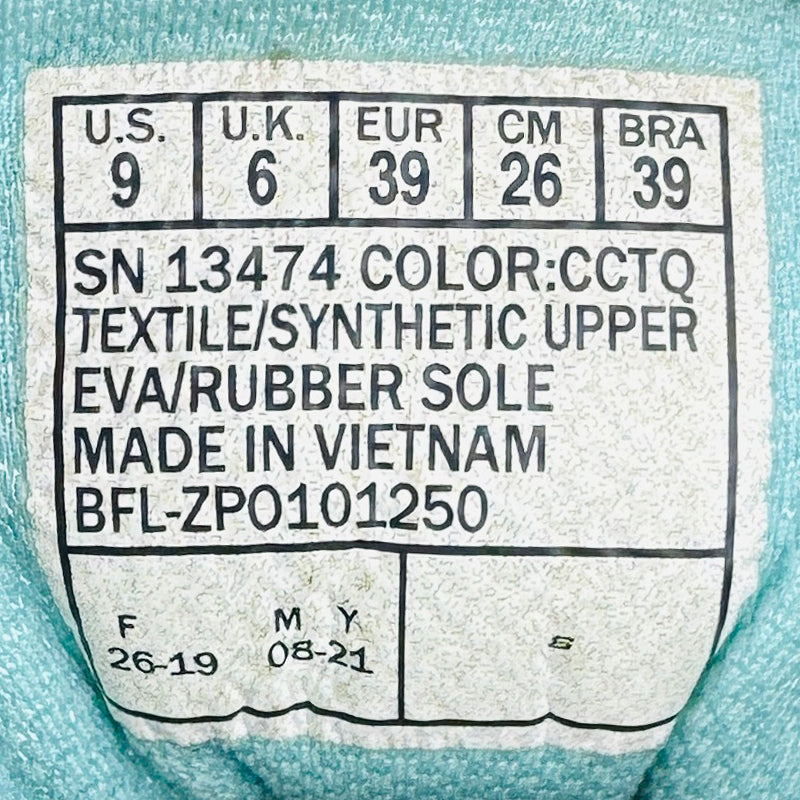 U.S. U.K. EUR CM BRA
9 6 39 26 39
SN 13474 COLOR:CCTQ
TEXTILE/SYNTHETIC UPPER
EVA/RUBBER SOLE
MADE IN VIETNAM
BFL-ZPO101250
F M Y
26-19 08-21